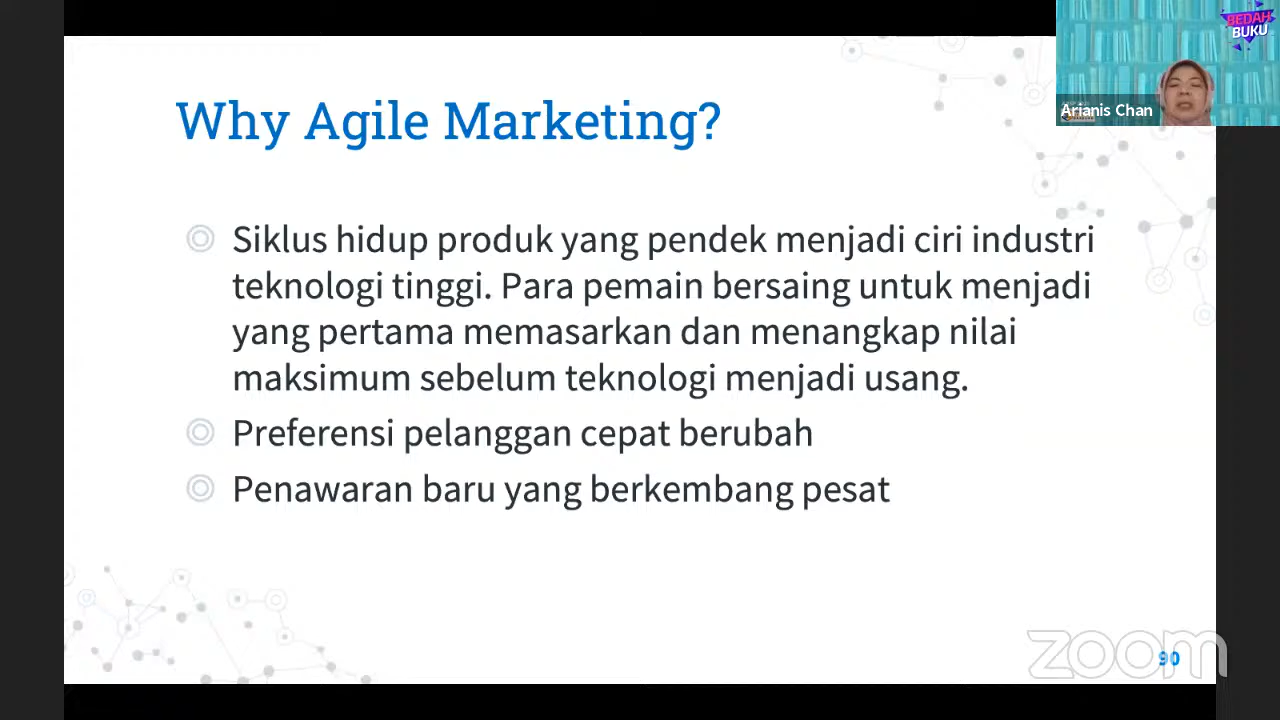 BEDAH
BUKU
Arianis Chan
Why Agile Marketing?
Siklus hidup produk yang pendek menjadi ciri industri
teknologi tinggi. Para pemain bersaing untuk menjadi
yang pertama memasarkan dan menangkap nilai
maksimum sebelum teknologi menjadi usang.
Preferensi pelanggan cepat berubah
Penawaran baru yang berkembang pesat
zoom
90